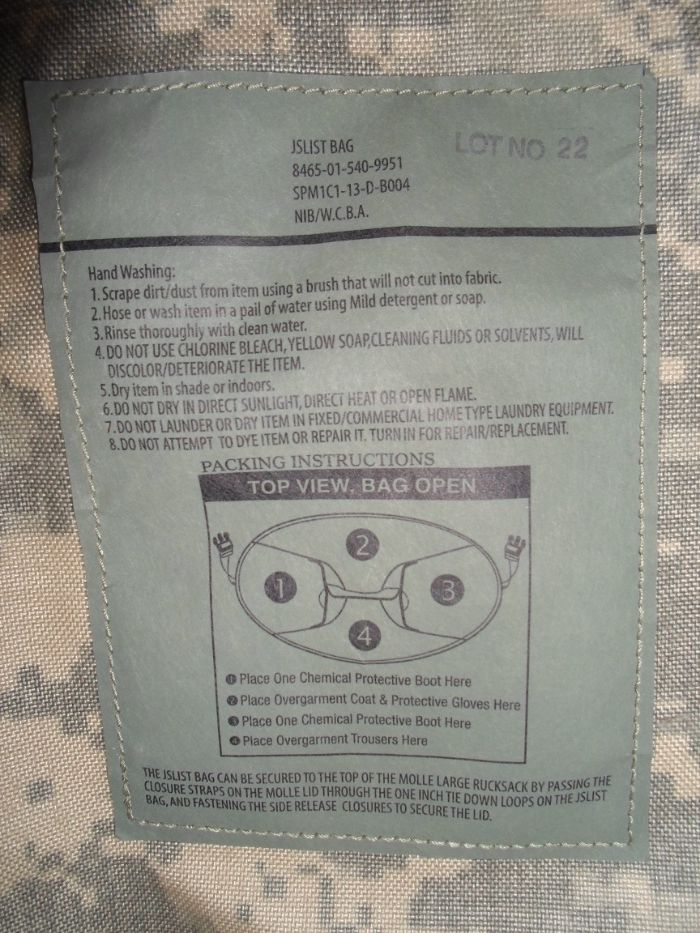 JSLIST BAG
LOT NO 22
8465-01-540-9951
SPM1C1-13-D-B004
NIB/W.C.B.A.
Hand Washing:
1.Scrape dirt/dust from item using a brush that will not cut into fabric.
2.Hose or wash item in a pail of water using Mild detergent or soap.
3.Rinse thoroughly with clean water.
4.DO NOT USE CHLORINE BLEACH,YELLOW SOAP,CLEANING FLUIDS OR SOLVENTS, WILL
DISCOLOR/DETERIORATE THE ITEM.
5.Dry item in shade or indoors.
6.DO NOT DRY IN DIRECT SUNLIGHT, DIRECT HEAT OR OPEN FLAME.
7.DO NOT LAUNDER OR DRY ITEM IN FIXED/COMMERCIAL HOME TYPE LAUNDRY EQUIPMENT.
8.DO NOT ATTEMPT TO DYE ITEM OR REPAIR IT. TURN IN FOR REPAIR/REPLACEMENT.
PACKING INSTRUCTIONS
TOP VIEW, BAG OPEN
2
1
3
4
1 Place One Chemical Protective Boot Here
2 Place Overgarment Coat & Protective Gloves Here
3 Place One Chemical Protective Boot Here
4 Place Overgarment Trousers Here
THE JSLIST BAG CAN BE SECURED TO THE TOP OF THE MOLLE LARGE RUCKSACK BY PASSING THE
CLOSURE STRAPS ON THE MOLLE LID THROUGH THE ONE INCH TIE DOWN LOOPS ON THE JSLIST
BAG, AND FASTENING THE SIDE RELEASE CLOSURES TO SECURE THE LID.